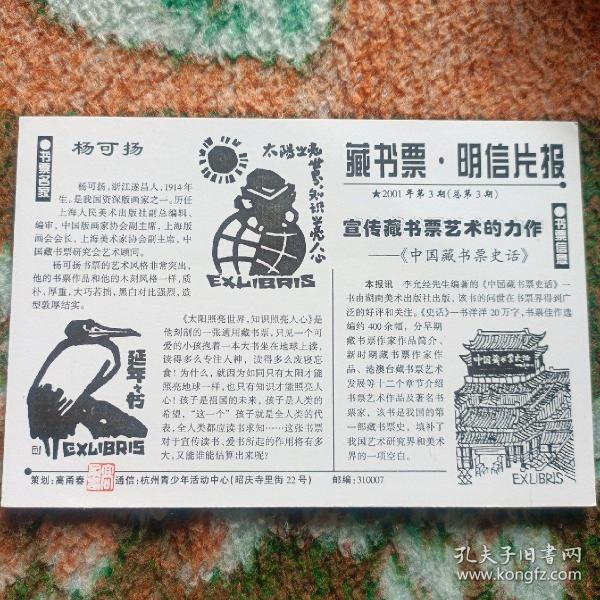 藏书票·明信片报
★2001年第3期(总第3期)
书票名家
杨可扬
杨可扬,浙江遂昌人,1914年
生,是我国资深版画家之一。历任
上海人民美术出版社副总编辑、
编审,中国版画家协会副主席,上海版
画会会长,上海美术家协会副主席,中
国藏书票研究会艺术顾问。
杨可扬书票的艺术风格非常突出,
他的书票作品和他的木刻风格一样,质
朴、厚重,大巧若拙,黑白对比强烈,造
型敦厚结实。
太阳照亮世界
知识照亮人心
EXLIBRIS
延年藏书
EXLIBRIS
《太阳照亮世界,知识照亮人心》是
他刻制的一张通用藏书票,只见一个可
爱的小孩抱着一本大书坐在地球上读,
读得多么专注人神,读得多么废寝忘
食!为什么,就因为如同只有太阳才能
照亮地球一样,也只有知识才能照亮人
心!孩子是祖国的未来,孩子是人类的
希望,“这一个”孩子就是全人类的代
表,全人类都应读书求知……这张书票
对于宣传读书、爱书所起的作用将有多
大,又能谁能估算出来呢?
书票信息
宣传藏书票艺术的力作
——《中国藏书票史话》
本报讯 李允经先生编著的《中国藏书票史话》一
书由湖南美术出版社出版,该书的问世在书票界得到广
泛的好评和关注。《史话》一书洋洋20万字,书票佳作选
编约400余幅,分早期
藏书票作家作品简介、
新时期藏书票作家作
品、港澳台藏书票艺术
发展等十二个章节介绍
书票艺术作品及著名书
票家,该书是我国的第
一部藏书票史,填补了
我国艺术研究界和美术
界的一项空白。
中国藏书票史话
EXLIBRIS
策划:高甬春 通信:杭州青少年活动中心(昭庆寺里街22号) 邮编:310007
孔夫子旧书网
www.kongfz.com